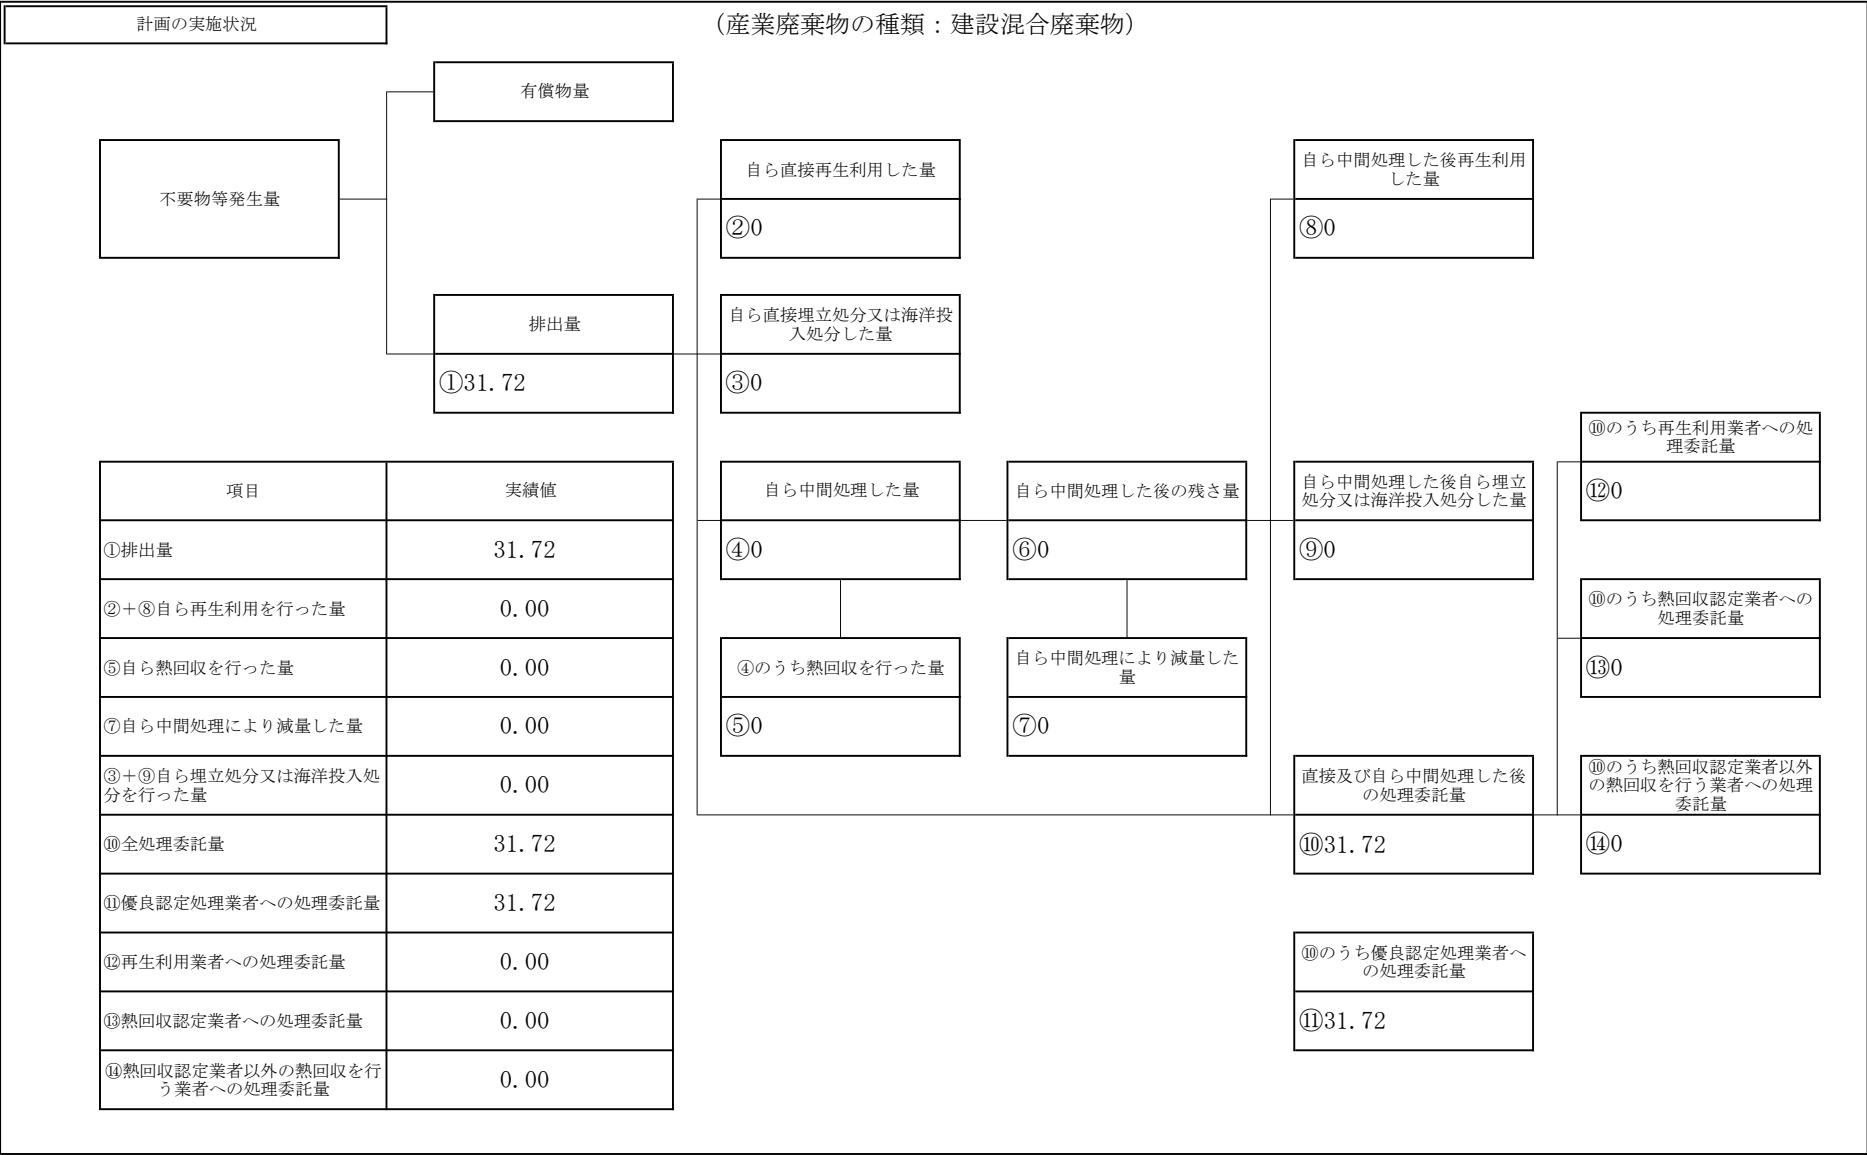 計画の実施状況
（産業廃棄物の種類：建設混合廃棄物）
有償物量
不要物等発生量
自ら直接再生利用した量
②0
自ら中間処理した後再生利用
した量
⑧0
排出量
①31.72
自ら直接埋立処分又は海洋投
入処分した量
③0
⑩のうち再生利用業者への処
理委託量
⑫0
自ら中間処理した量
④0
自ら中間処理した後の残さ量
⑥0
自ら中間処理した後自ら埋立
処分又は海洋投入処分した量
⑨0
⑩のうち熱回収認定業者への
処理委託量
⑬0
④のうち熱回収を行った量
⑤0
自ら中間処理により減量した
量
⑦0
直接及び自ら中間処理した後
の処理委託量
⑩31.72
⑩のうち熱回収認定業者以外
の熱回収を行う業者への処理
委託量
⑭0
⑩のうち優良認定処理業者へ
の処理委託量
⑪31.72
項目 実績値
①排出量 31.72
②＋⑧自ら再生利用を行った量 0.00
⑤自ら熱回収を行った量 0.00
⑦自ら中間処理により減量した量 0.00
③＋⑨自ら埋立処分又は海洋投入処
分を行った量 0.00
⑩全処理委託量 31.72
⑪優良認定処理業者への処理委託量 31.72
⑫再生利用業者への処理委託量 0.00
⑬熱回収認定業者への処理委託量 0.00
⑭熱回収認定業者以外の熱回収を行
う業者への処理委託量 0.00